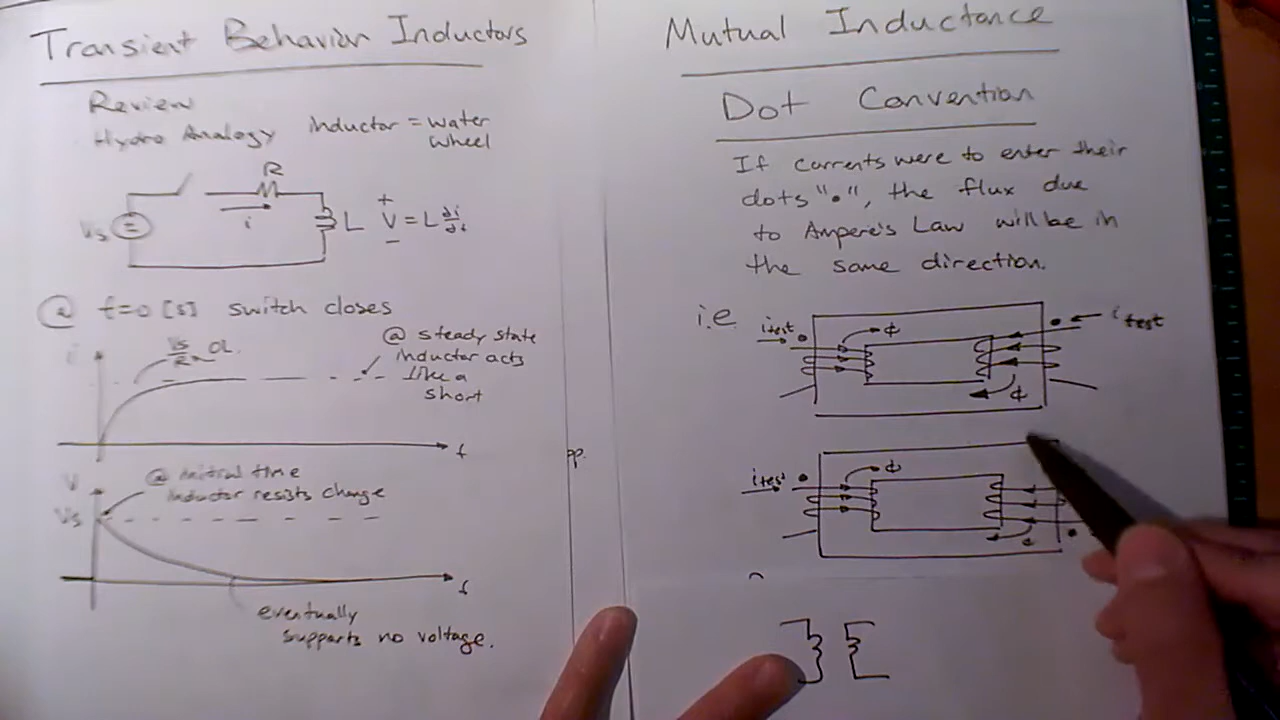 Transient Behavior Inductors
Review
Hydro Analogy inductor = water
wheel
R
Vs
i
L
+
V = L di/dt
-
@ t=0 [s] switch closes
i
Vs/R
@ steady state
inductor acts
like a
short
t
V
@ initial time
inductor resists change
Vs
t
eventually
supports no voltage.
Mutual Inductance
Dot Convention
If currents were to enter their
dots "•", the flux due
to Ampere's Law will be in
the same direction.
i.e
itest
ϕ
itest
ϕ
itest
ϕ
ϕ